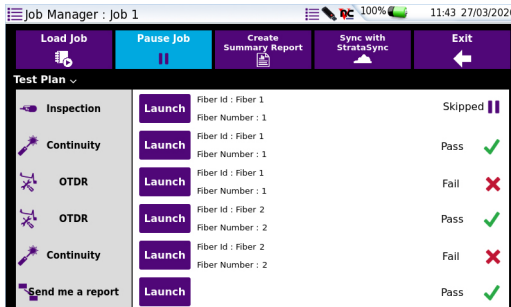 Job Manager : Job 1
100%
11:43 27/03/202
Load Job
Pause Job
Create
Summary Report
Sync with
StrataSync
Exit
Test Plan
Inspection
Launch
Fiber Id : Fiber 1
Fiber Number : 1
Skipped
Continuity
Launch
Fiber Id : Fiber 1
Fiber Number : 1
Pass
OTDR
Launch
Fiber Id : Fiber 1
Fiber Number : 1
Fail
OTDR
Launch
Fiber Id : Fiber 2
Fiber Number : 2
Pass
Continuity
Launch
Fiber Id : Fiber 2
Fiber Number : 2
Fail
Send me a report
Launch
Pass